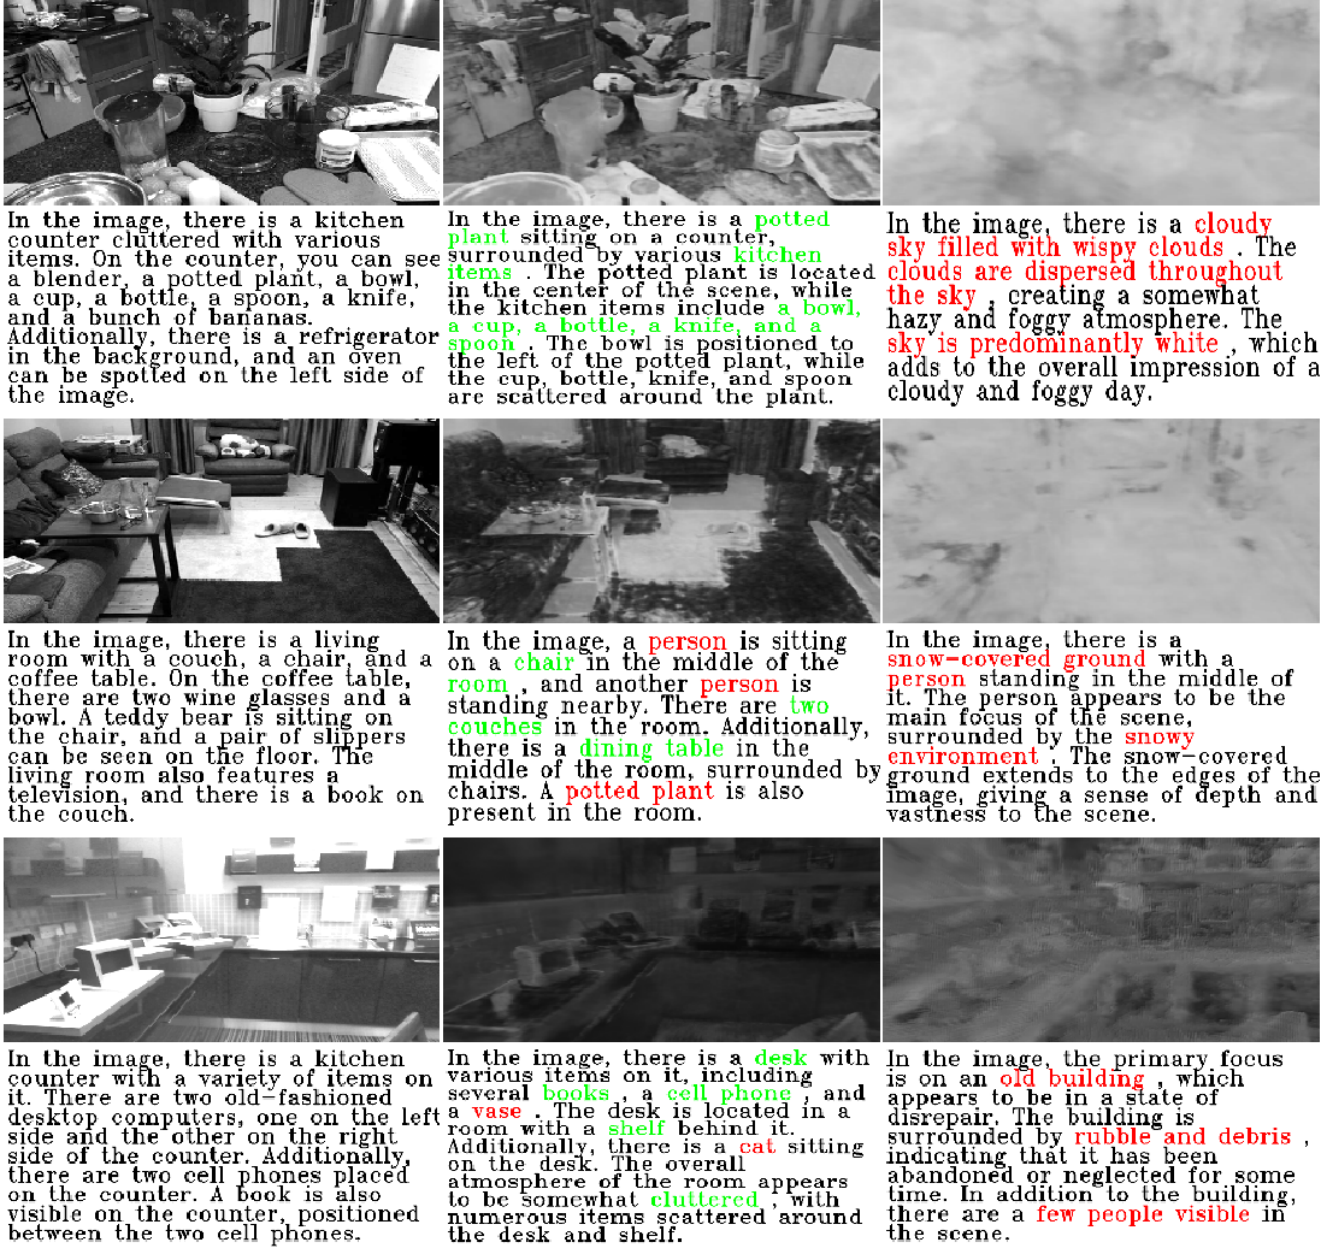 In the image, there is a kitchen
counter cluttered with various
items. On the counter, you can see
a blender, a potted plant, a bowl,
a cup, a bottle, a spoon, a knife,
and a bunch of bananas.
Additionally, there is a refrigerator
in the background, and an oven
can be spotted on the left side of
the image.
In the image, there is a potted
plant sitting on a counter,
surrounded by various kitchen
items . The potted plant is located
in the center of the scene, while
the kitchen items include a bowl,
a cup, a bottle, a knife, and a
spoon . The bowl is positioned to
the left of the potted plant, while
the cup, bottle, knife, and spoon
are scattered around the plant.
In the image, there is a cloudy
sky filled with wispy clouds . The
clouds are dispersed throughout
the sky , creating a somewhat
hazy and foggy atmosphere. The
sky is predominantly white , which
adds to the overall impression of a
cloudy and foggy day.
In the image, there is a living
room with a couch, a chair, and a
coffee table. On the coffee table,
there are two wine glasses and a
bowl. A teddy bear is sitting on
the chair, and a pair of slippers
can be seen on the floor. The
living room also features a
television, and there is a book on
the couch.
In the image, a person is sitting
on a chair in the middle of the
room , and another person is
standing nearby. There are two
couches in the room. Additionally,
there is a dining table in the
middle of the room, surrounded by
chairs. A potted plant is also
present in the room.
In the image, there is a
snow-covered ground with a
person standing in the middle of
it. The person appears to be the
main focus of the scene,
surrounded by the snowy
environment . The snow-covered
ground extends to the edges of the
image, giving a sense of depth and
vastness to the scene.
In the image, there is a kitchen
counter with a variety of items on
it. There are two old-fashioned
desktop computers, one on the left
side and the other on the right
side of the counter. Additionally,
there are two cell phones placed
on the counter. A book is also
visible on the counter, positioned
between the two cell phones.
In the image, there is a desk with
various items on it, including
several books , a cell phone , and
a vase . The desk is located in a
room with a shelf behind it.
Additionally, there is a cat sitting
on the desk. The overall
atmosphere of the room appears
to be somewhat cluttered , with
numerous items scattered around
the desk and shelf.
In the image, the primary focus
is on an old building , which
appears to be in a state of
disrepair. The building is
surrounded by rubble and debris ,
indicating that it has been
abandoned or neglected for some
time. In addition to the building,
there are a few people visible in
the scene.